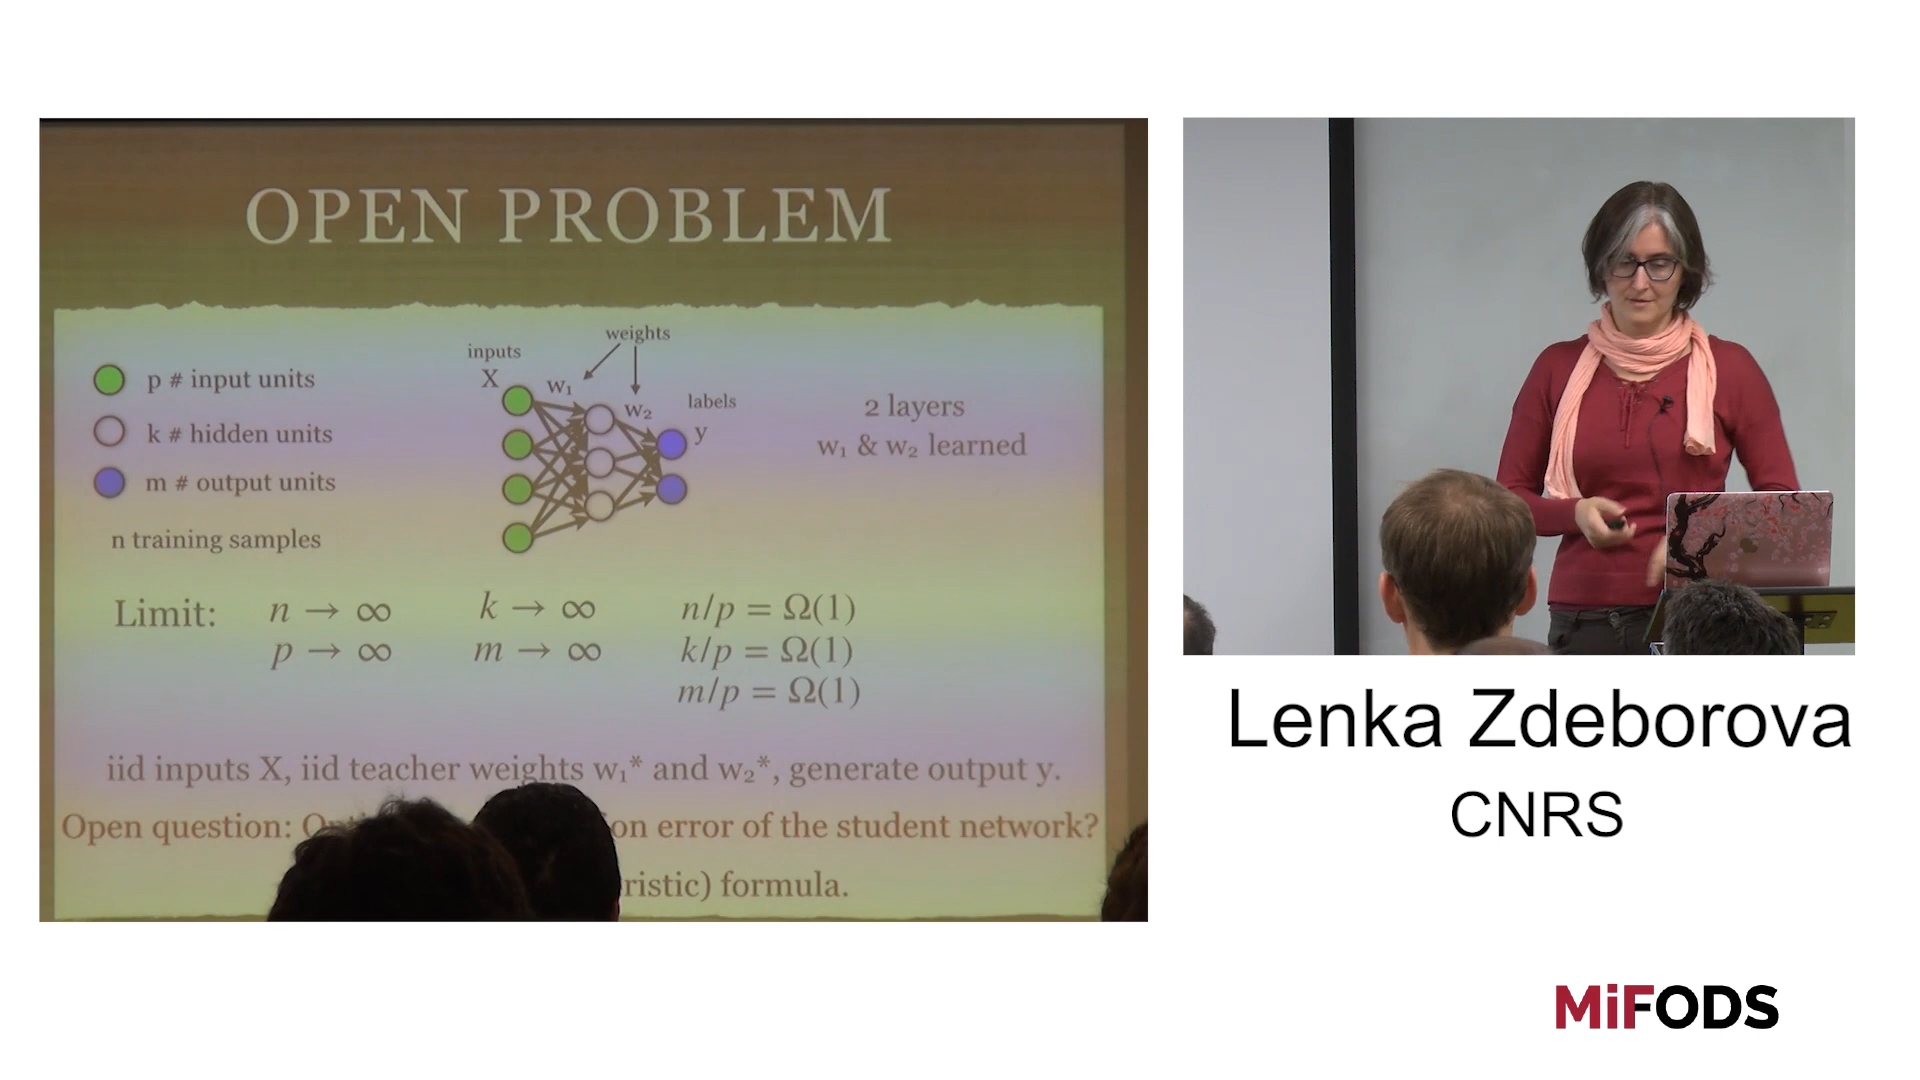 OPEN PROBLEM
p # input units
k # hidden units
m # output units
n training samples
weights
inputs
X
w₁
w₂
labels
y
2 layers
w₁ & w₂ learned
Limit: n → ∞ k → ∞ n/p = Ω(1)
p → ∞ m → ∞ k/p = Ω(1)
m/p = Ω(1)
iid inputs X, iid teacher weights w₁* and w₂*, generate output y.
Open question: error of the student network?
formula.
Lenka Zdeborova
CNRS
MiFODS